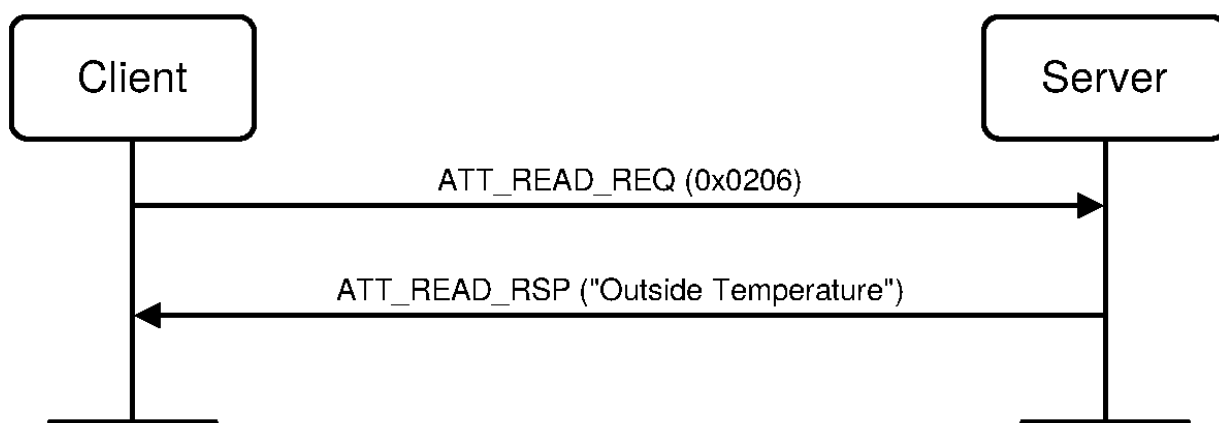 Client
Server
ATT_READ_REQ (0x0206)
ATT_READ_RSP ("Outside Temperature")